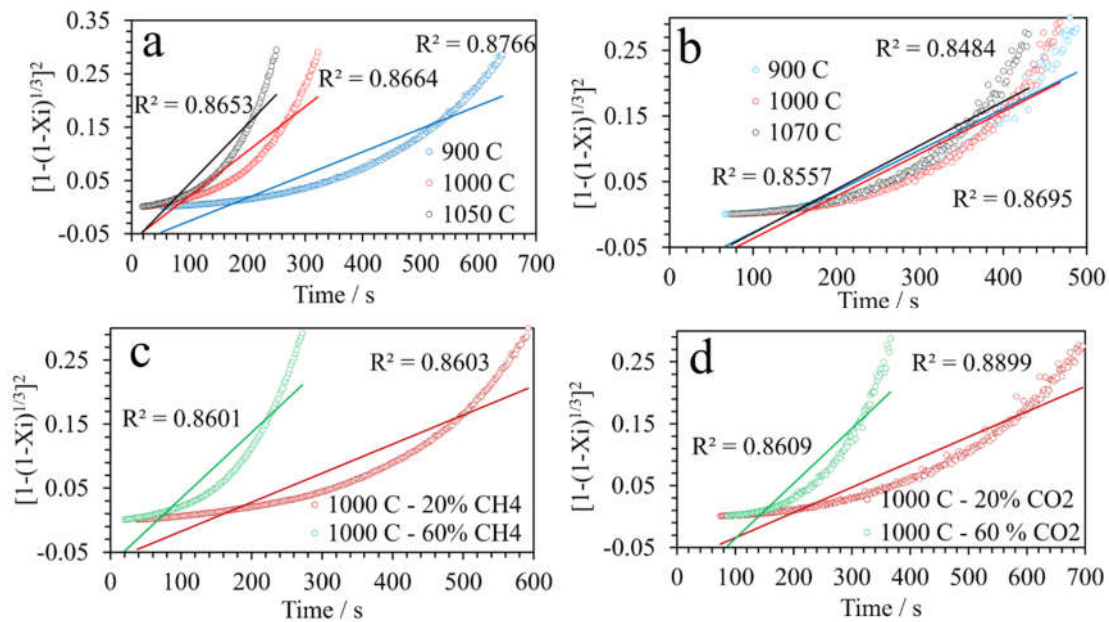 a
R² = 0.8766
R² = 0.8664
R² = 0.8653
900 C
1000 C
1050 C
0.35
0.25
0.15
0.05
-0.05
0 100 200 300 400 500 600 700
Time / s
[1-(1-Xi)^{1/3}]²
b
R² = 0.8484
900 C
1000 C
1070 C
R² = 0.8557
R² = 0.8695
0.25
0.15
0.05
-0.05
0 100 200 300 400 500
Time / s
[1-(1-Xi)^{1/3}]²
c
R² = 0.8603
R² = 0.8601
1000 C - 20% CH4
1000 C - 60% CH4
0.25
0.15
0.05
-0.05
0 100 200 300 400 500 600
Time / s
[1-(1-Xi)^{1/3}]²
d
R² = 0.8899
R² = 0.8609
1000 C - 20% CO2
1000 C - 60 % CO2
0.25
0.15
0.05
-0.05
0 100 200 300 400 500 600 700
Time / s
[1-(1-Xi)^{1/3}]²